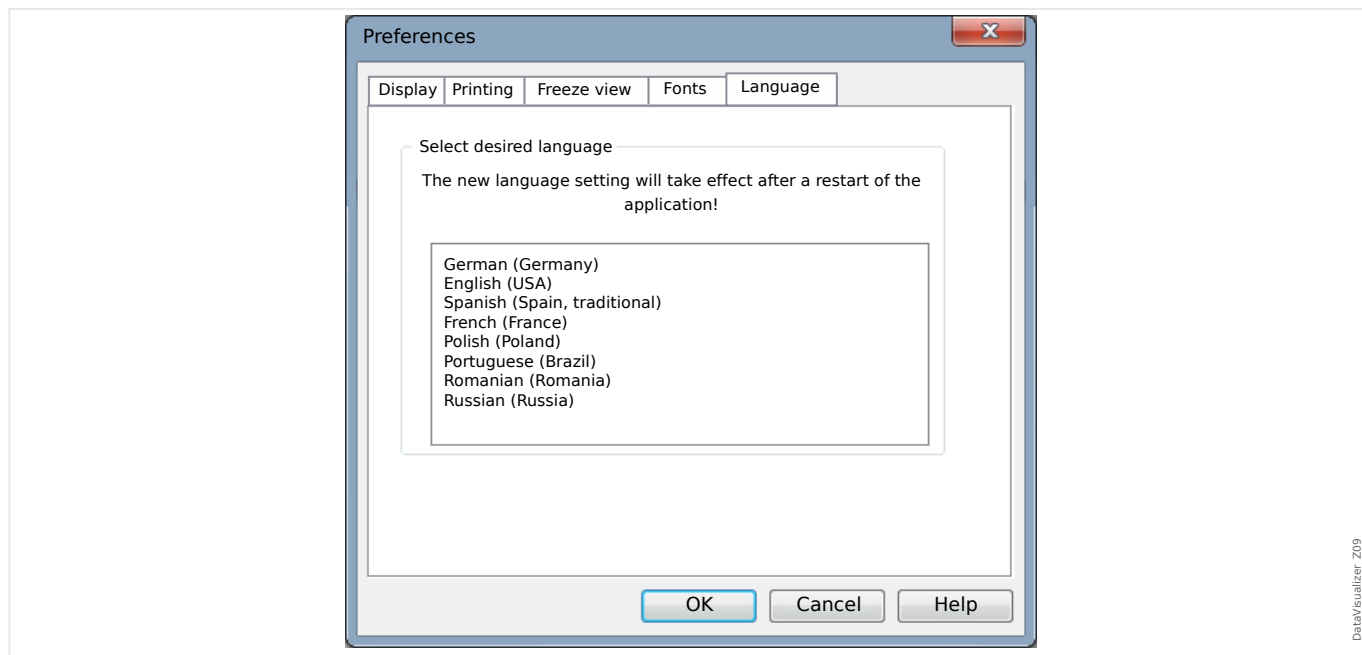 Preferences
Display Printing Freeze view Fonts Language
Select desired language
The new language setting will take effect after a restart of the
application!
German (Germany)
English (USA)
Spanish (Spain, traditional)
French (France)
Polish (Poland)
Portuguese (Brazil)
Romanian (Romania)
Russian (Russia)
OK Cancel Help
DataVisualizer_Z09